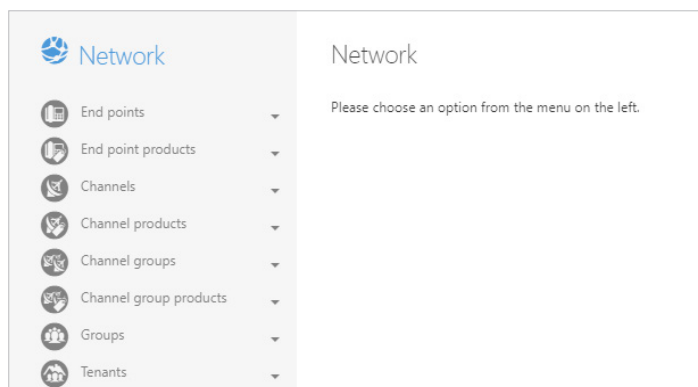 Network
End points
End point products
Channels
Channel products
Channel groups
Channel group products
Groups
Tenants
Network
Please choose an option from the menu on the left.